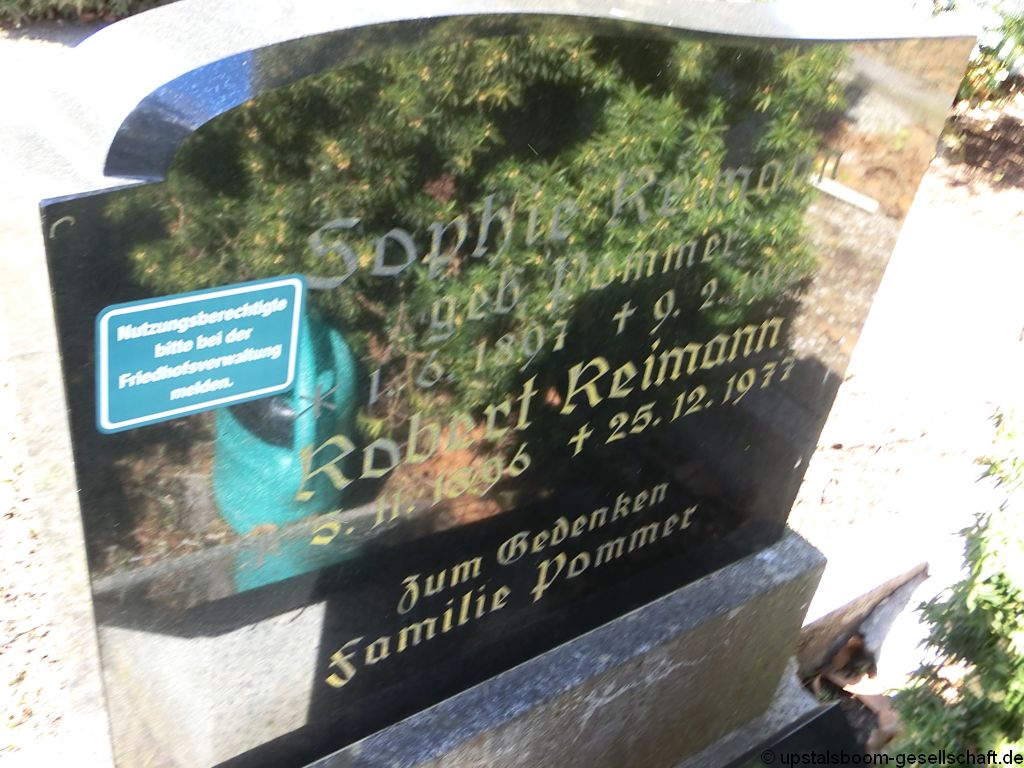 Sophie Reimann
geb. Pommer
* 1. 6. 1897 † 9. 2.
Robert Reimann
* 5. 11. 1896 † 25. 12. 1977
Zum Gedenken
Familie Pommer
Nutzungsberechtigte
bitte bei der
Friedhofsverwaltung
melden.
© upstalsboom-gesellschaft.de